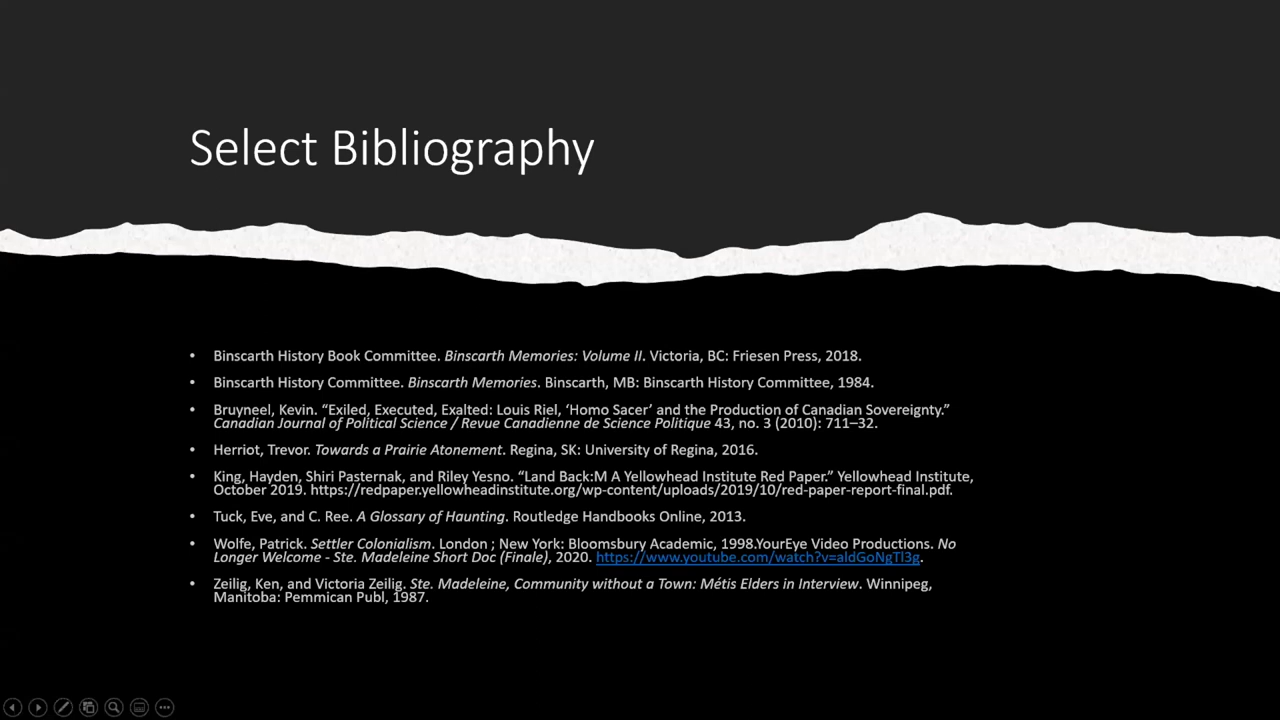 Select Bibliography
• Binscarth History Book Committee. Binscarth Memories: Volume II. Victoria, BC: Friesen Press, 2018.
• Binscarth History Committee. Binscarth Memories. Binscarth, MB: Binscarth History Committee, 1984.
• Bruyneel, Kevin. “Exiled, Executed, Exalted: Louis Riel, ‘Homo Sacer’ and the Production of Canadian Sovereignty.”
Canadian Journal of Political Science / Revue Canadienne de Science Politique 43, no. 3 (2010): 711–32.
• Herriot, Trevor. Towards a Prairie Atonement. Regina, SK: University of Regina, 2016.
• King, Hayden, Shiri Pasternak, and Riley Yesno. “Land Back:M A Yellowhead Institute Red Paper.” Yellowhead Institute,
October 2019. https://redpaper.yellowheadinstitute.org/wp-content/uploads/2019/10/red-paper-report-final.pdf.
• Tuck, Eve, and C. Ree. A Glossary of Haunting. Routledge Handbooks Online, 2013.
• Wolfe, Patrick. Settler Colonialism. London ; New York: Bloomsbury Academic, 1998.YourEye Video Productions. No
Longer Welcome - Ste. Madeleine Short Doc (Finale), 2020. https://www.youtube.com/watch?v=aldGoNgTl3g.
• Zeilig, Ken, and Victoria Zeilig. Ste. Madeleine, Community without a Town: Métis Elders in Interview. Winnipeg,
Manitoba: Pemmican Publ, 1987.